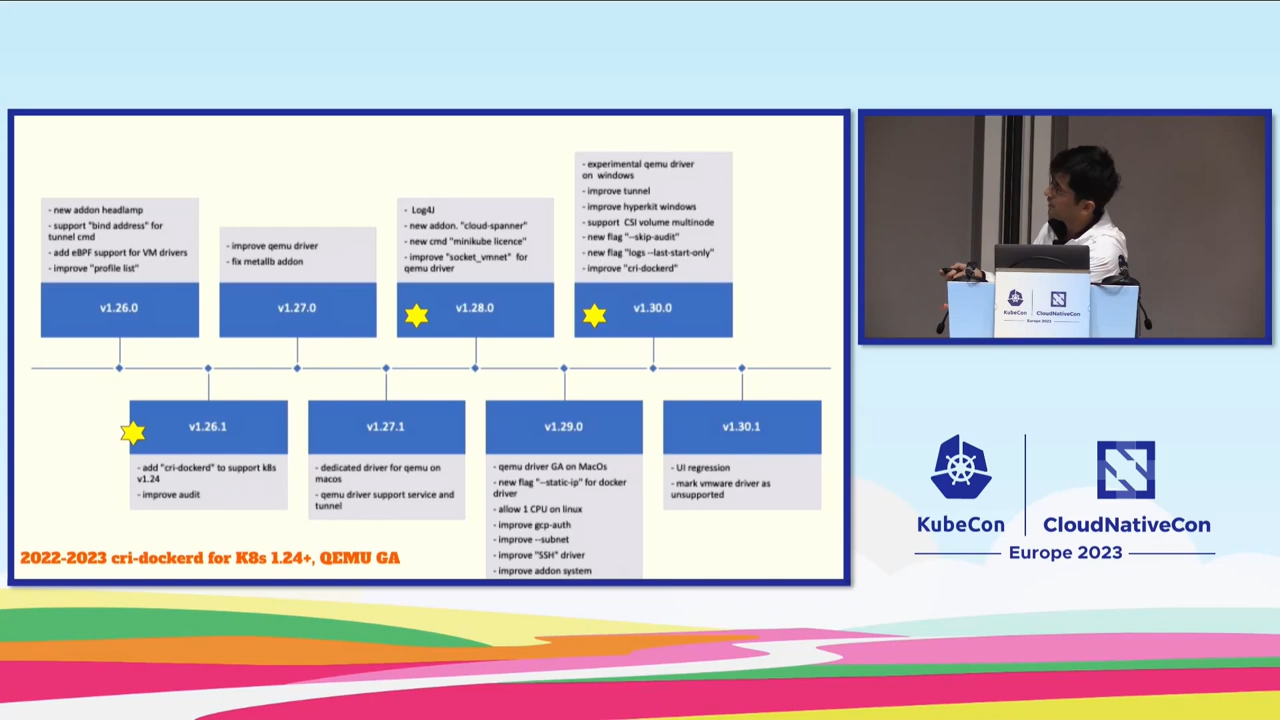 - new addon headlamp
- support "bind address" for
tunnel cmd
- add eBPF support for VM drivers
- improve "profile list"
v1.26.0
- improve qemu driver
- fix metallb addon
v1.27.0
- Log4J
- new addon. "cloud-spanner"
- new cmd "minikube licence"
- improve "socket_vmnet" for
qemu driver
v1.28.0
- experimental qemu driver
on windows
- improve tunnel
- improve hyperkit windows
- support CSI volume multinode
- new flag "--skip-audit"
- new flag "logs --last-start-only"
- improve "cri-dockerd"
v1.30.0
v1.26.1
- add "cri-dockerd" to support k8s
v1.24
- improve audit
v1.27.1
- dedicated driver for qemu on
macos
- qemu driver support service and
tunnel
v1.29.0
- qemu driver GA on MacOs
- new flag "--static-ip" for docker
driver
- allow 1 CPU on linux
- improve gcp-auth
- improve --subnet
- improve "SSH" driver
- improve addon system
v1.30.1
- UI regression
- mark vmware driver as
unsupported
2022-2023 cri-dockerd for K8s 1.24+, QEMU GA
KubeCon
CloudNativeCon
Europe 2023
KubeCon
CloudNativeCon
Europe 2023